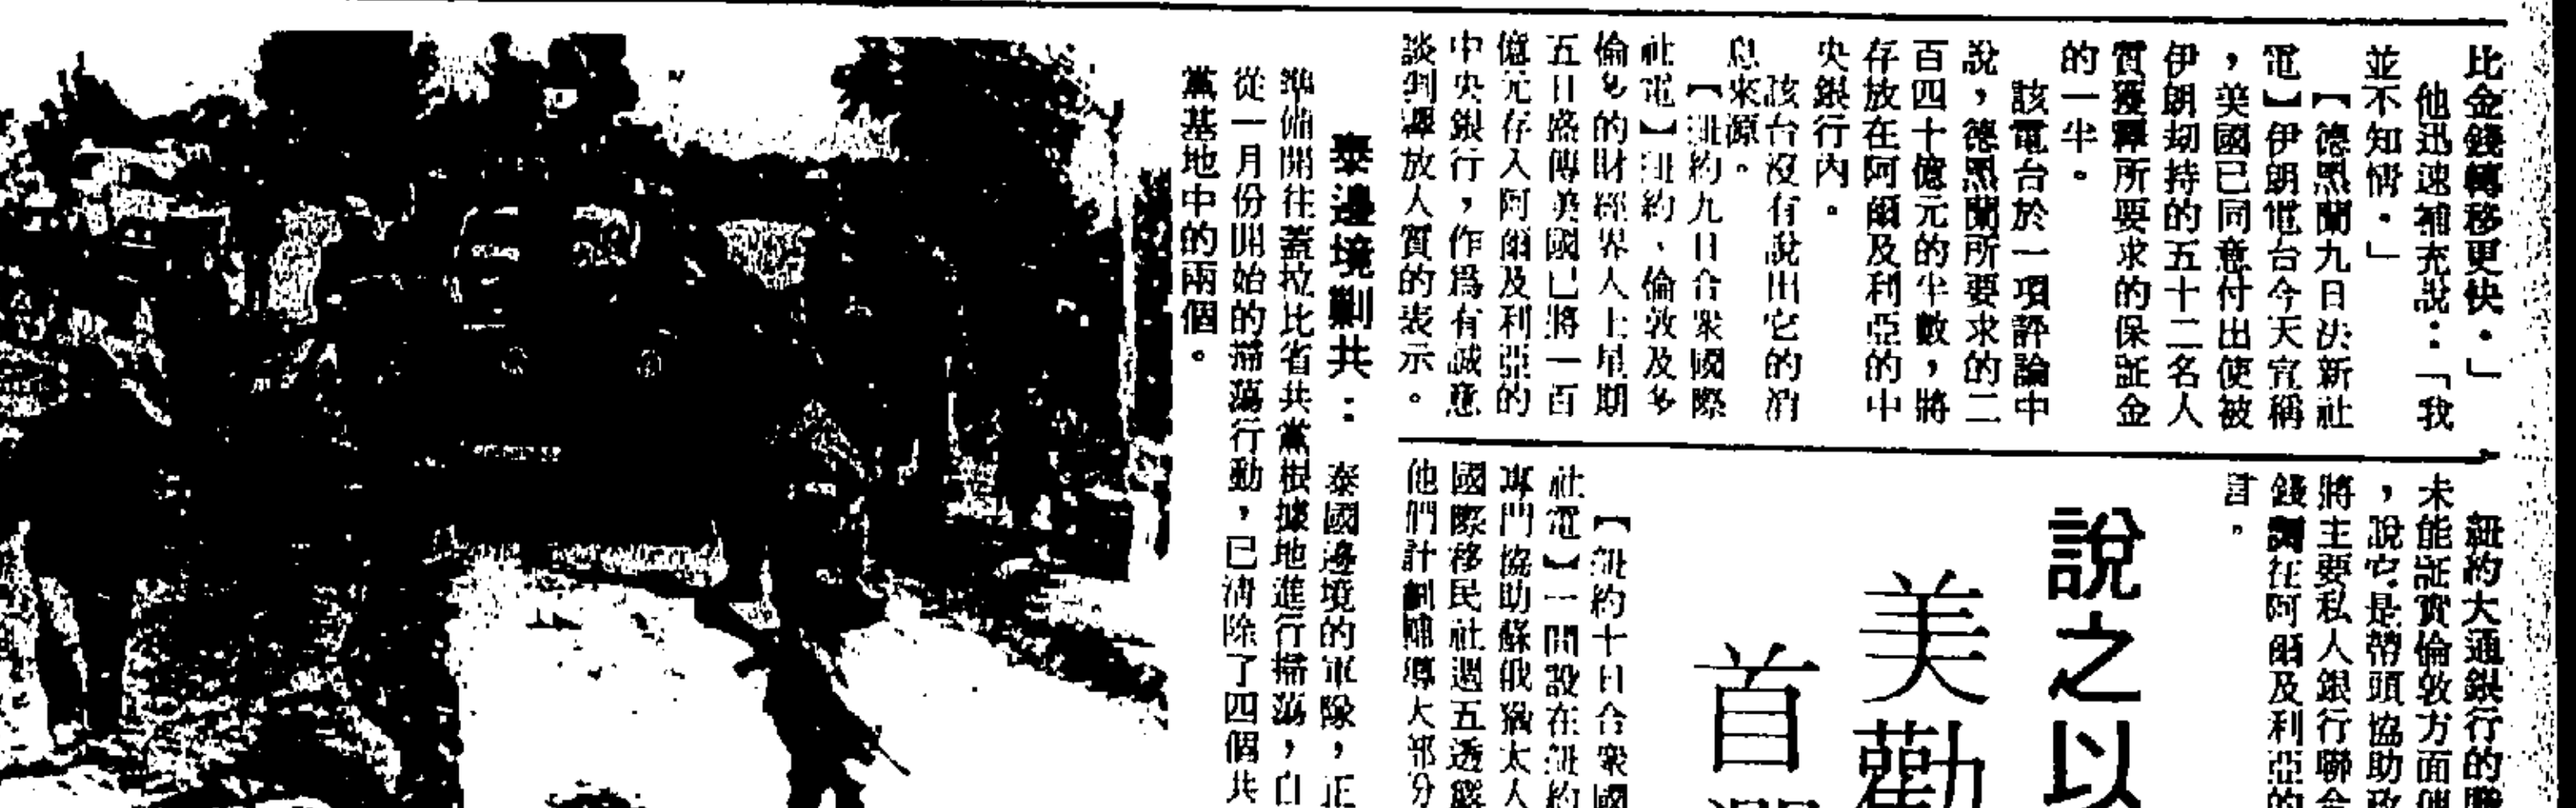 比金錢轉移更快。」
他迅速補充說：「我
並不知情。」
【德黑蘭九日法新社
電】伊朗電台今天宣稱
，美國已同意付出使被
伊朗刧持的五十二名人
質獲釋所要求的保証金
的一半。
該電台於一項評論中
說，德黑蘭所要求的二
百四十億元的半數，將
存放在阿爾及利亞的中
央銀行內。
該台沒有說出它的消
息來源。
【紐約九日合衆國際
社電】紐約、倫敦及多
倫多的財經界人士星期
五日盛傳美國已將一百
億元存入阿爾及利亞的
中央銀行，作爲有誠意
談判釋放人質的表示。
紐約大通銀行的
未能証實倫敦方面
，說它是帶頭協助
將主要私人銀行聯
錢調往阿爾及利亞的
言。
說之以
美勸
首
【紐約十日合衆國
社電】一間設在紐約
專門協助蘇俄猶太人
國際移民社週五透露
他們計劃輔導大部分
泰邊境剿共：泰國邊境的軍隊，正
準備開往蓋拉比省共黨根據地進行掃蕩，自
從一月份開始的掃蕩行動，已清除了四個共
黨基地中的兩個。